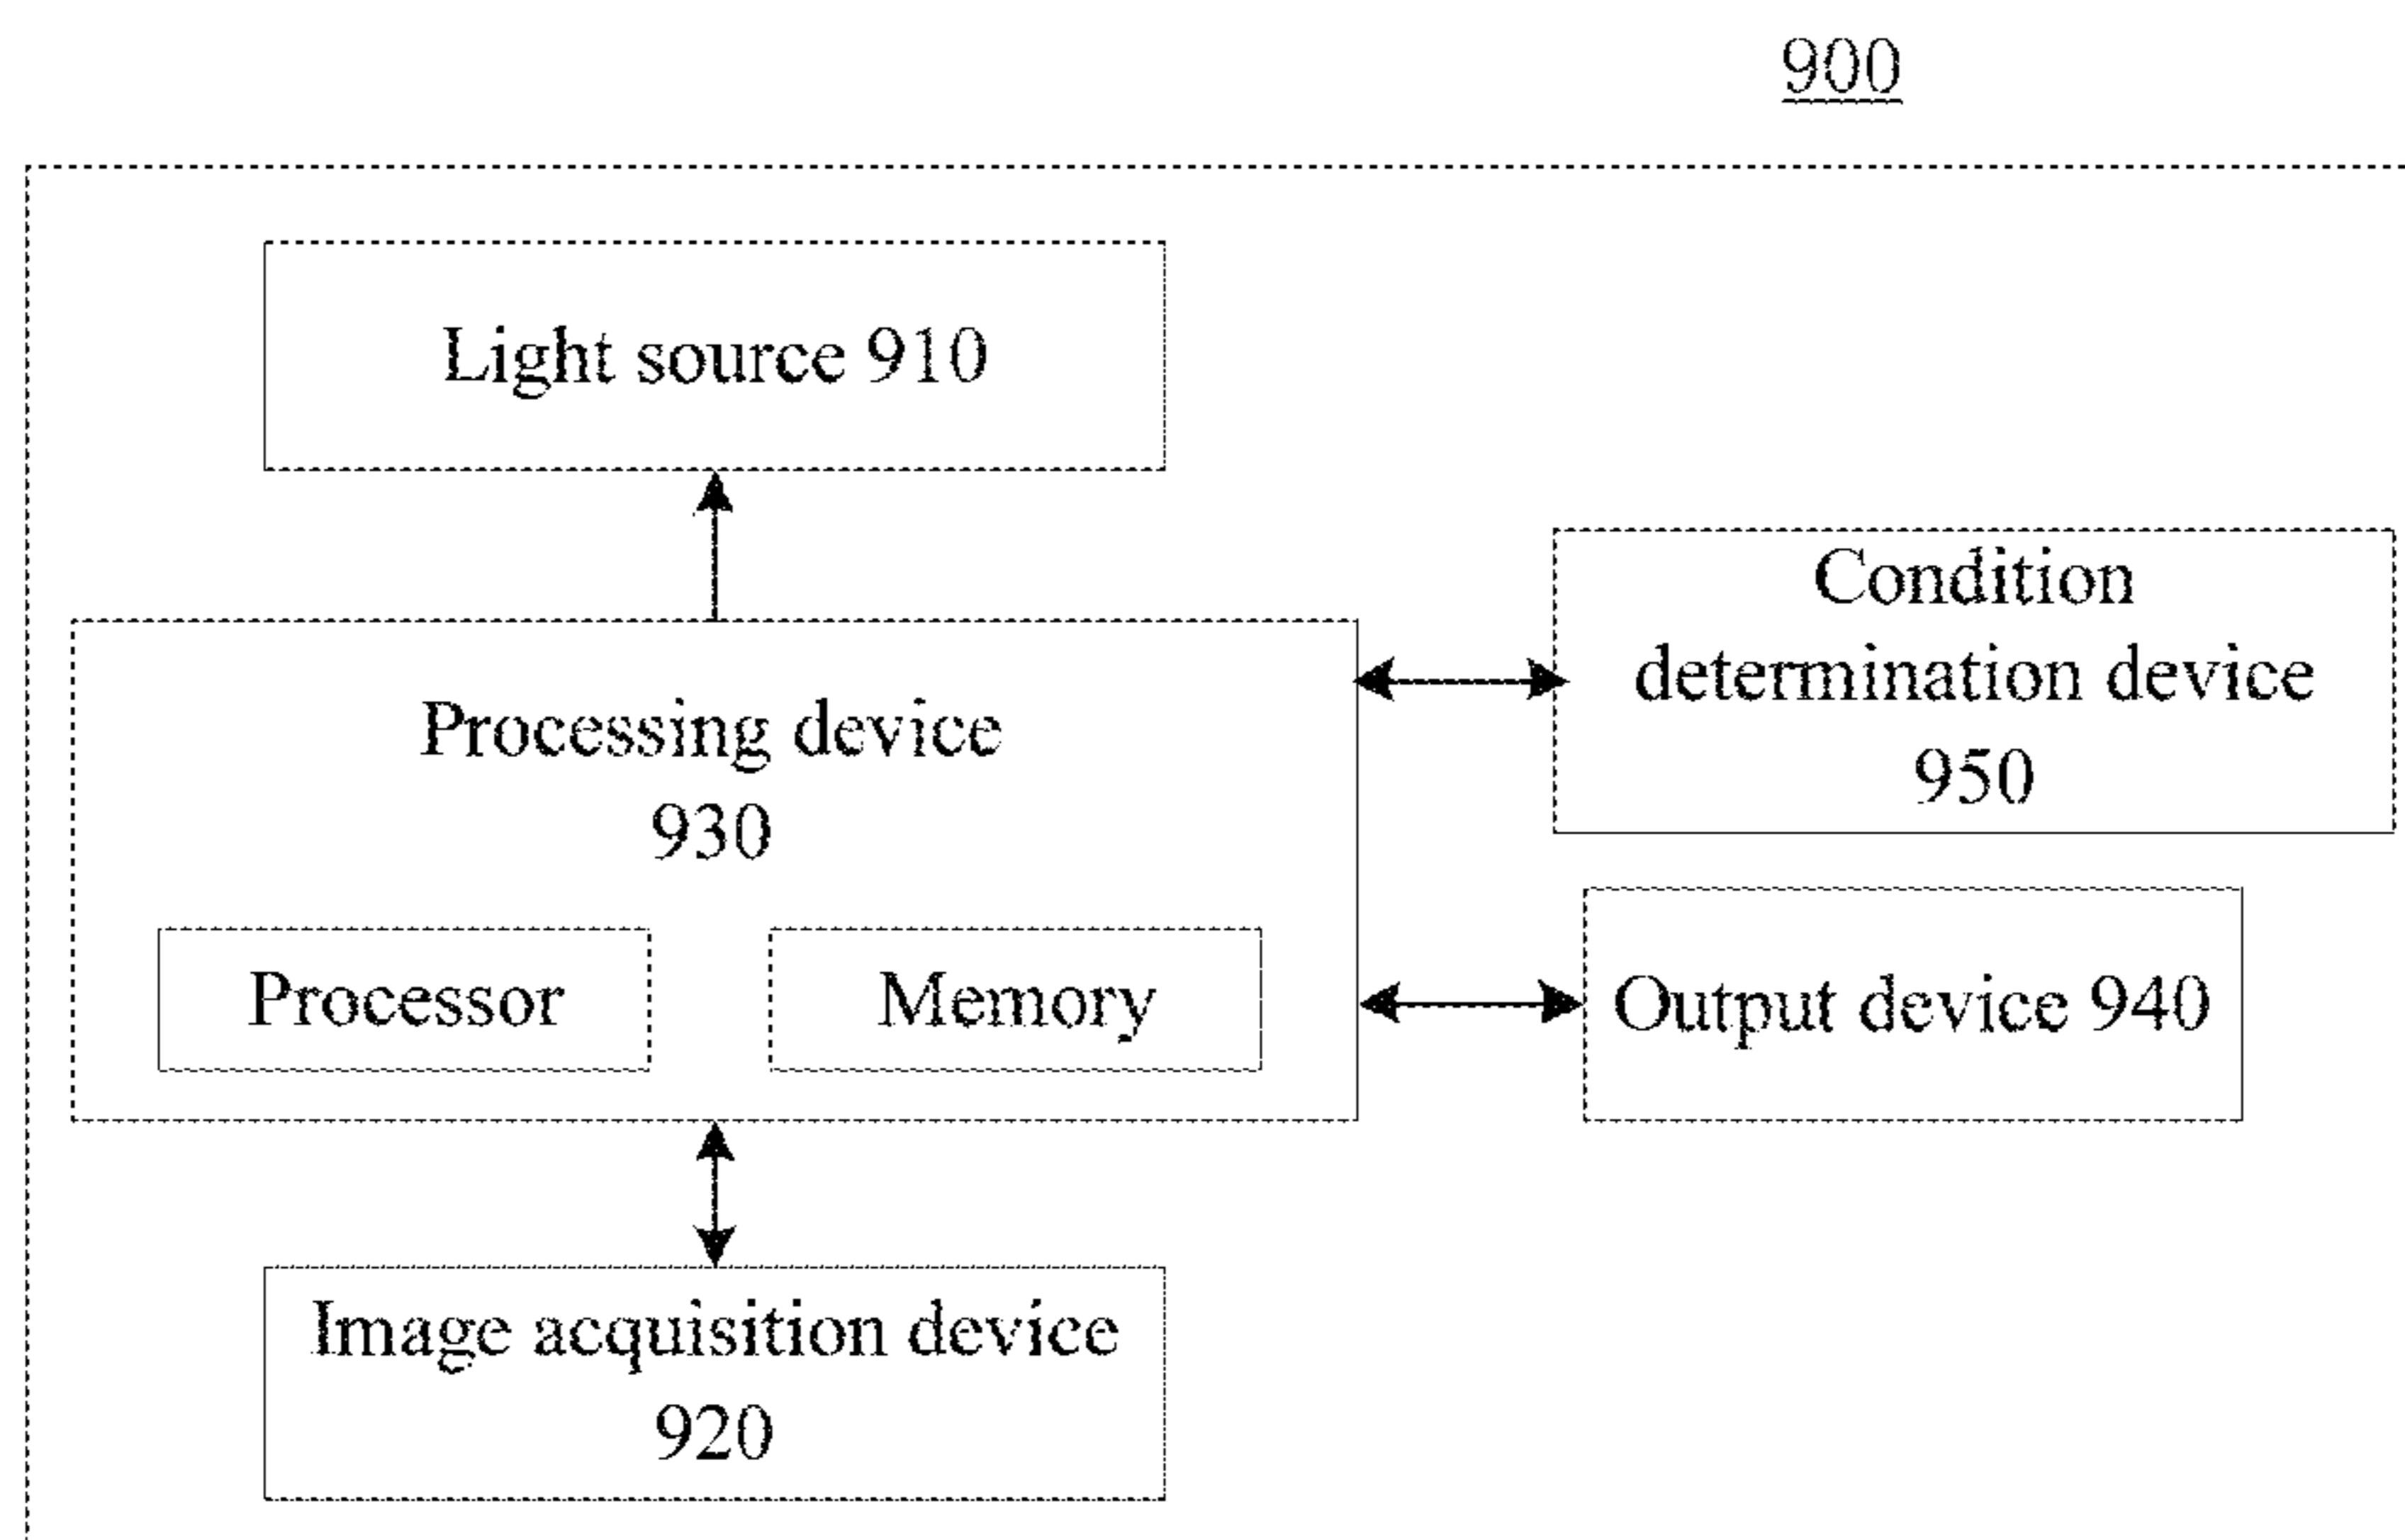 900
Light source 910
Condition
determination device
950
Processing device
930
Processor
Memory
Output device 940
Image acquisition device
920